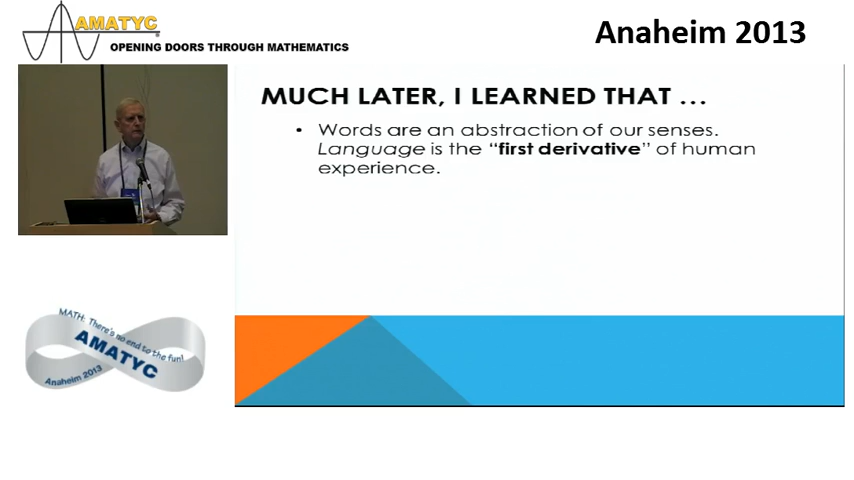 AMATYC
OPENING DOORS THROUGH MATHEMATICS
Anaheim 2013
MUCH LATER, I LEARNED THAT ...
• Words are an abstraction of our senses.
Language is the “first derivative” of human
experience.
MATH: There's no end to the fun!
AMATYC
Anaheim 2013